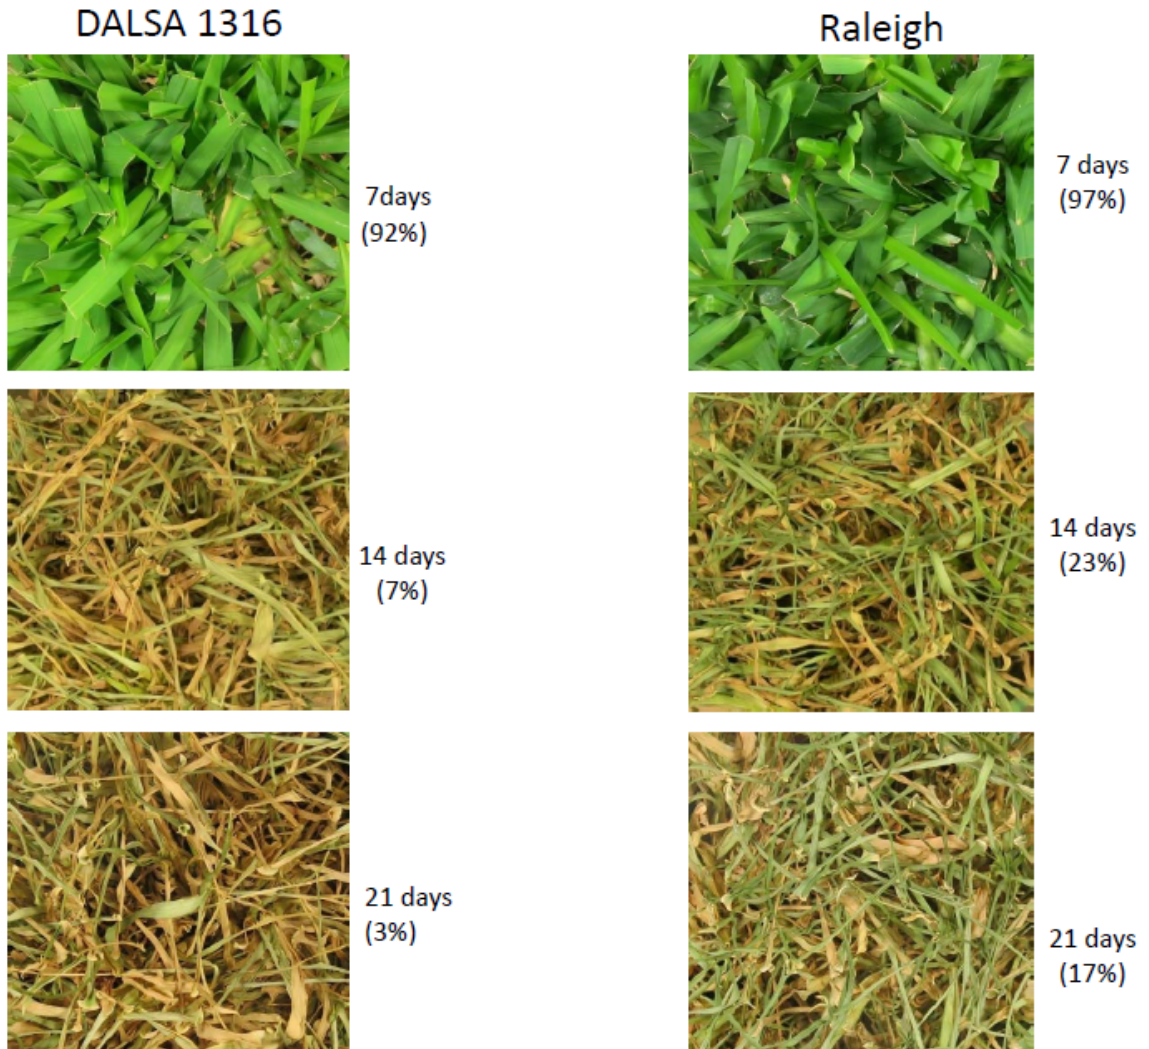 DALSA 1316
Raleigh
7days
(92%)
7 days
(97%)
14 days
(7%)
14 days
(23%)
21 days
(3%)
21 days
(17%)